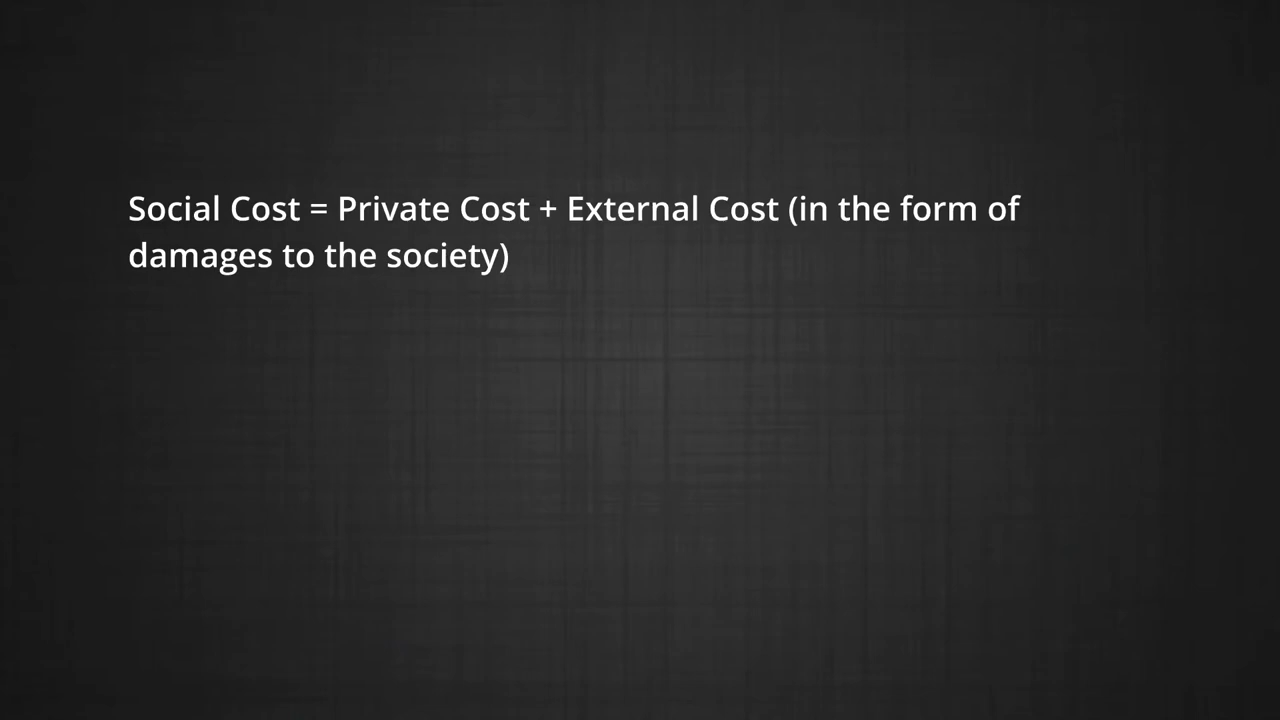 Social Cost = Private Cost + External Cost (in the form of
damages to the society)